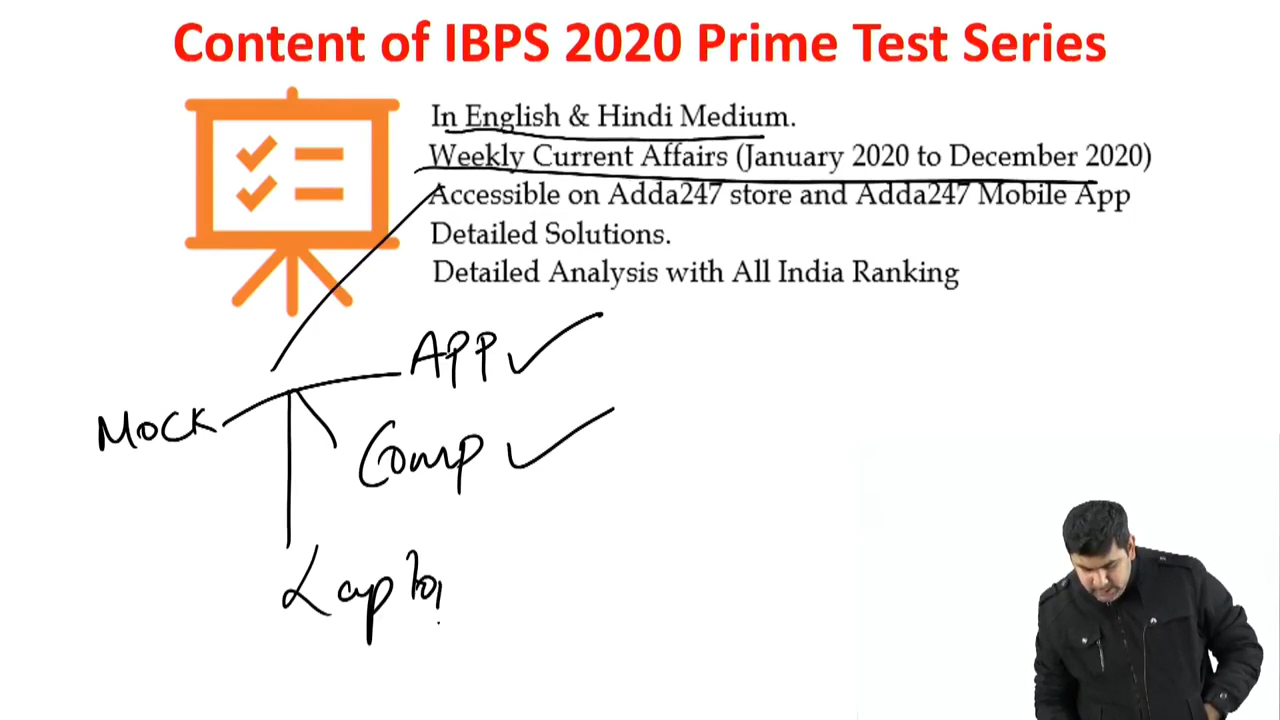 Content of IBPS 2020 Prime Test Series
In English & Hindi Medium.
Weekly Current Affairs (January 2020 to December 2020)
Accessible on Adda247 store and Adda247 Mobile App
Detailed Solutions.
Detailed Analysis with All India Ranking
APP
Mock
Comp